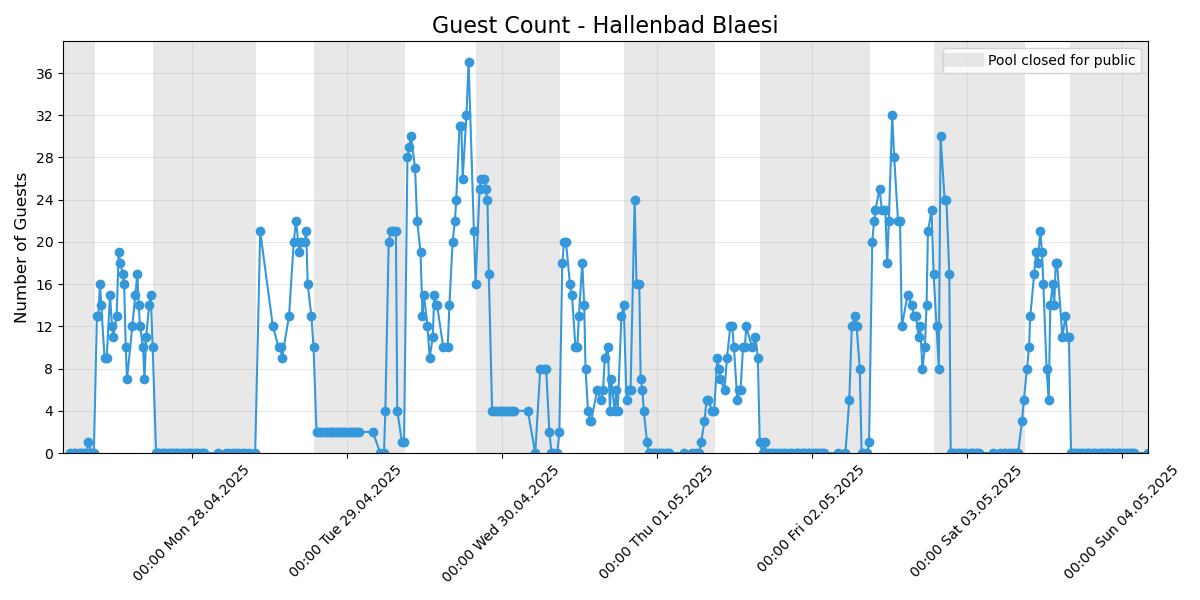 Guest Count - Hallenbad Blaesi
Pool closed for public
Number of Guests
36
32
28
24
20
16
12
8
4
0
00:00 Mon 28.04.2025
00:00 Tue 29.04.2025
00:00 Wed 30.04.2025
00:00 Thu 01.05.2025
00:00 Fri 02.05.2025
00:00 Sat 03.05.2025
00:00 Sun 04.05.2025